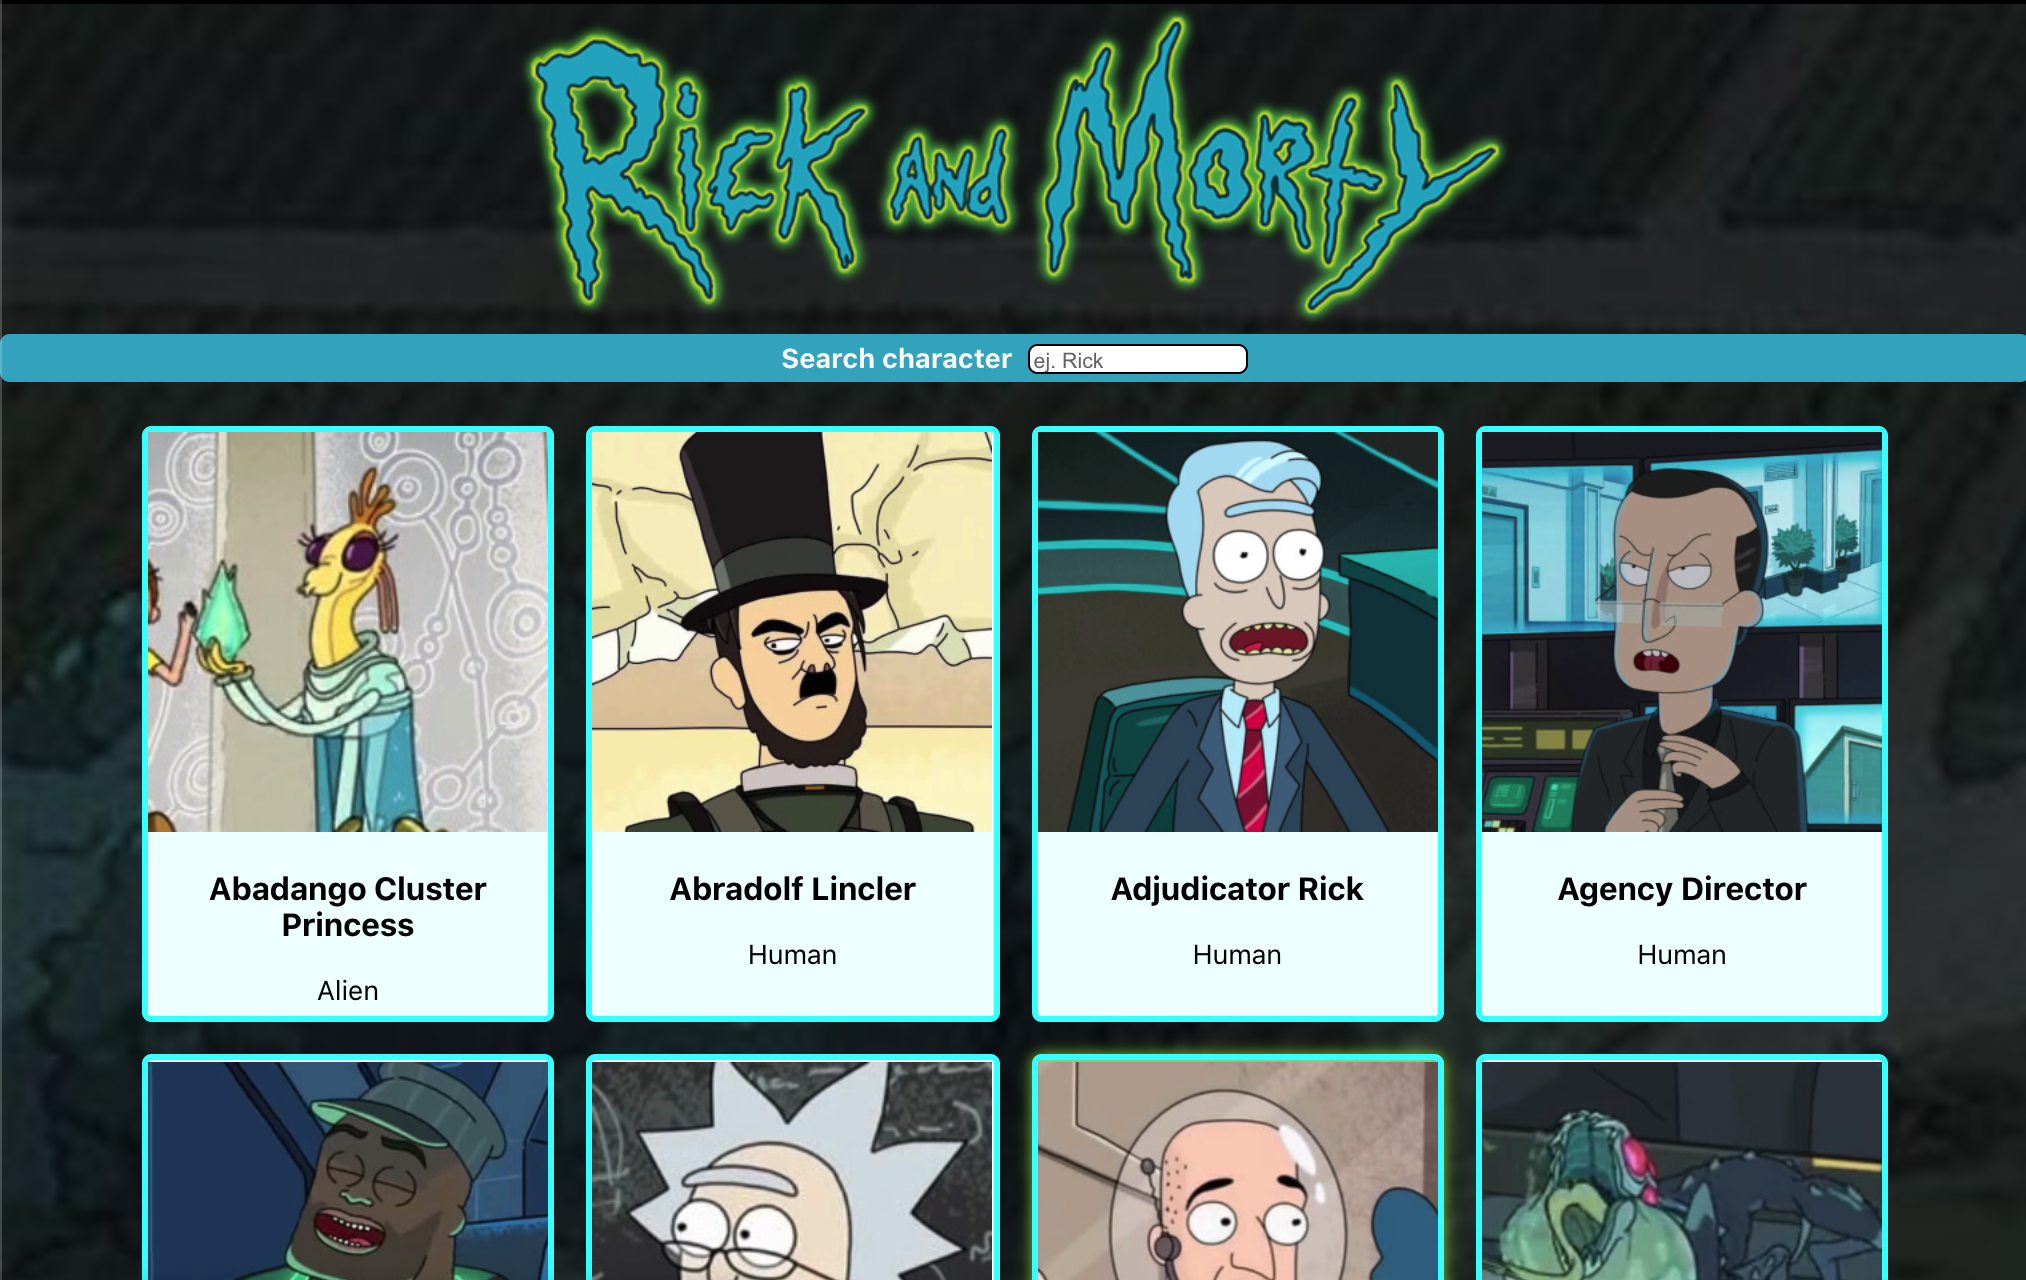 Rick and Morty
Search character ej. Rick
Abadango Cluster
Princess
Alien
Abradolf Lincler
Human
Adjudicator Rick
Human
Agency Director
Human